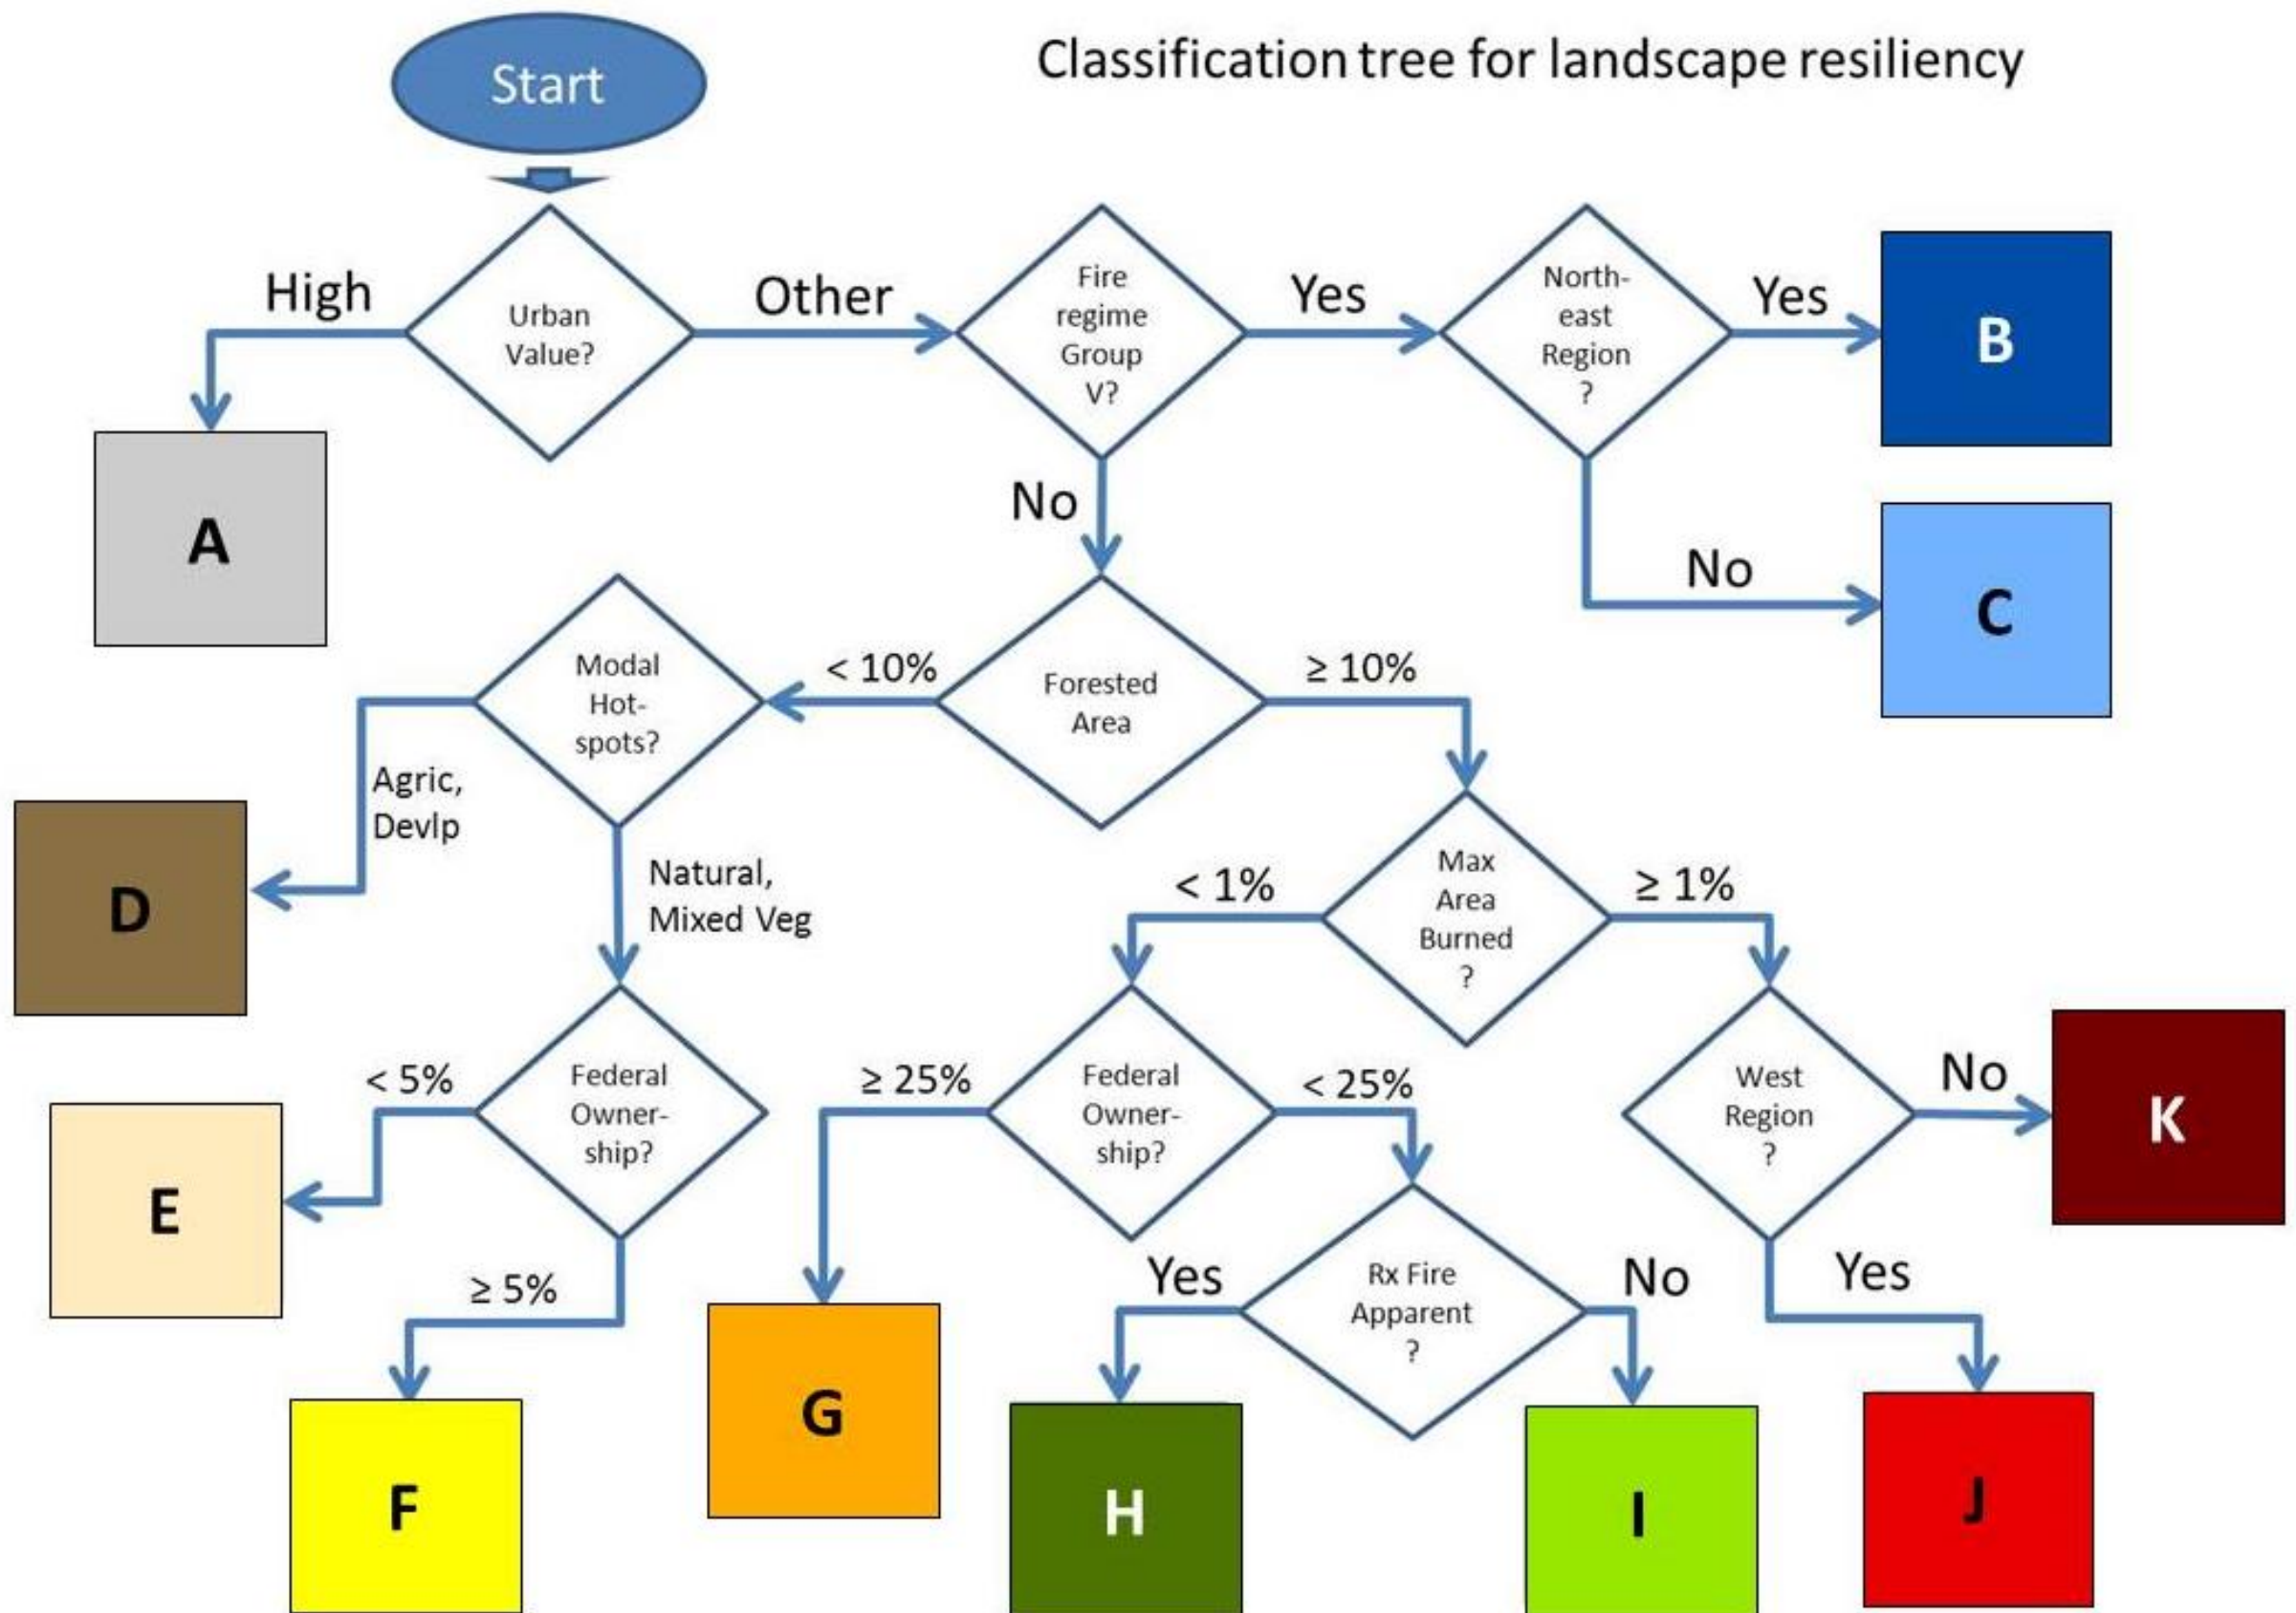 Start
Classification tree for landscape resiliency
High
Urban
Value?
Other
Fire
regime
Group
V?
Yes
North-
east
Region
?
Yes
B
A
No
No
C
Modal
Hot-
spots?
< 10%
Forested
Area
≥ 10%
Agric,
Devlp
D
Natural,
Mixed Veg
< 1%
Max
Area
Burned
?
≥ 1%
< 5%
Federal
Owner-
ship?
≥ 25%
Federal
Owner-
ship?
< 25%
West
Region
?
No
K
E
≥ 5%
Yes
Rx Fire
Apparent
?
No
Yes
F
G
H
I
J